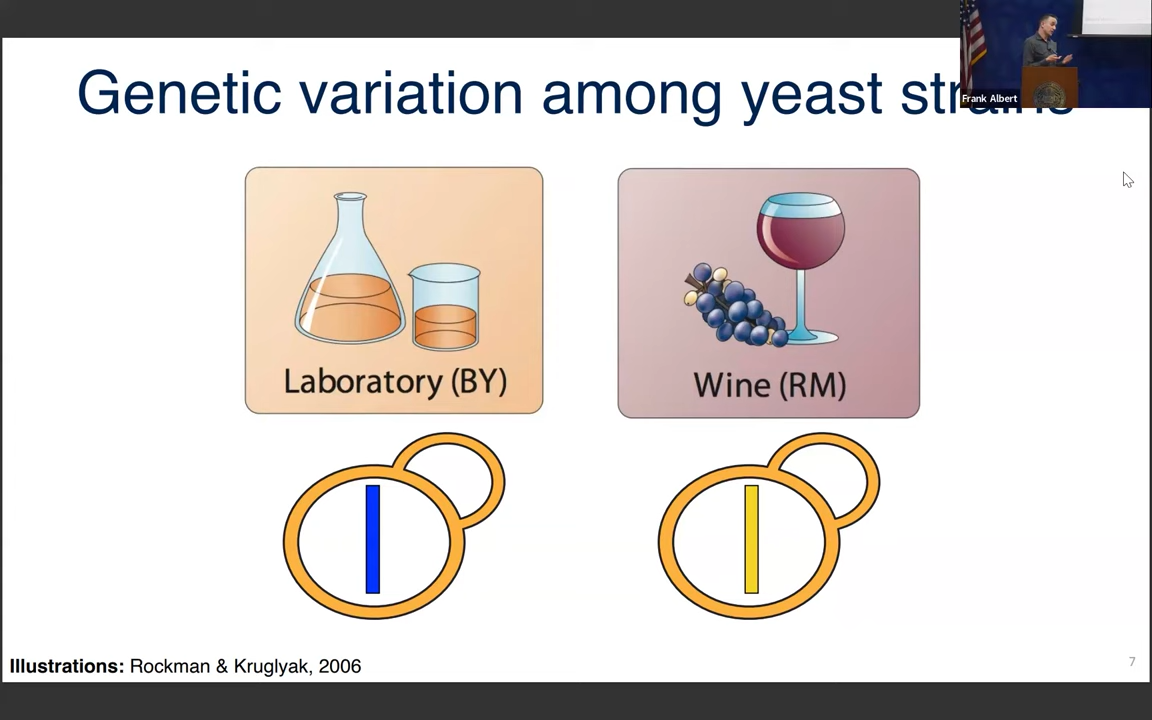 Genetic variation among yeast strains
Frank Albert
Laboratory (BY)
Wine (RM)
Illustrations: Rockman & Kruglyak, 2006
7